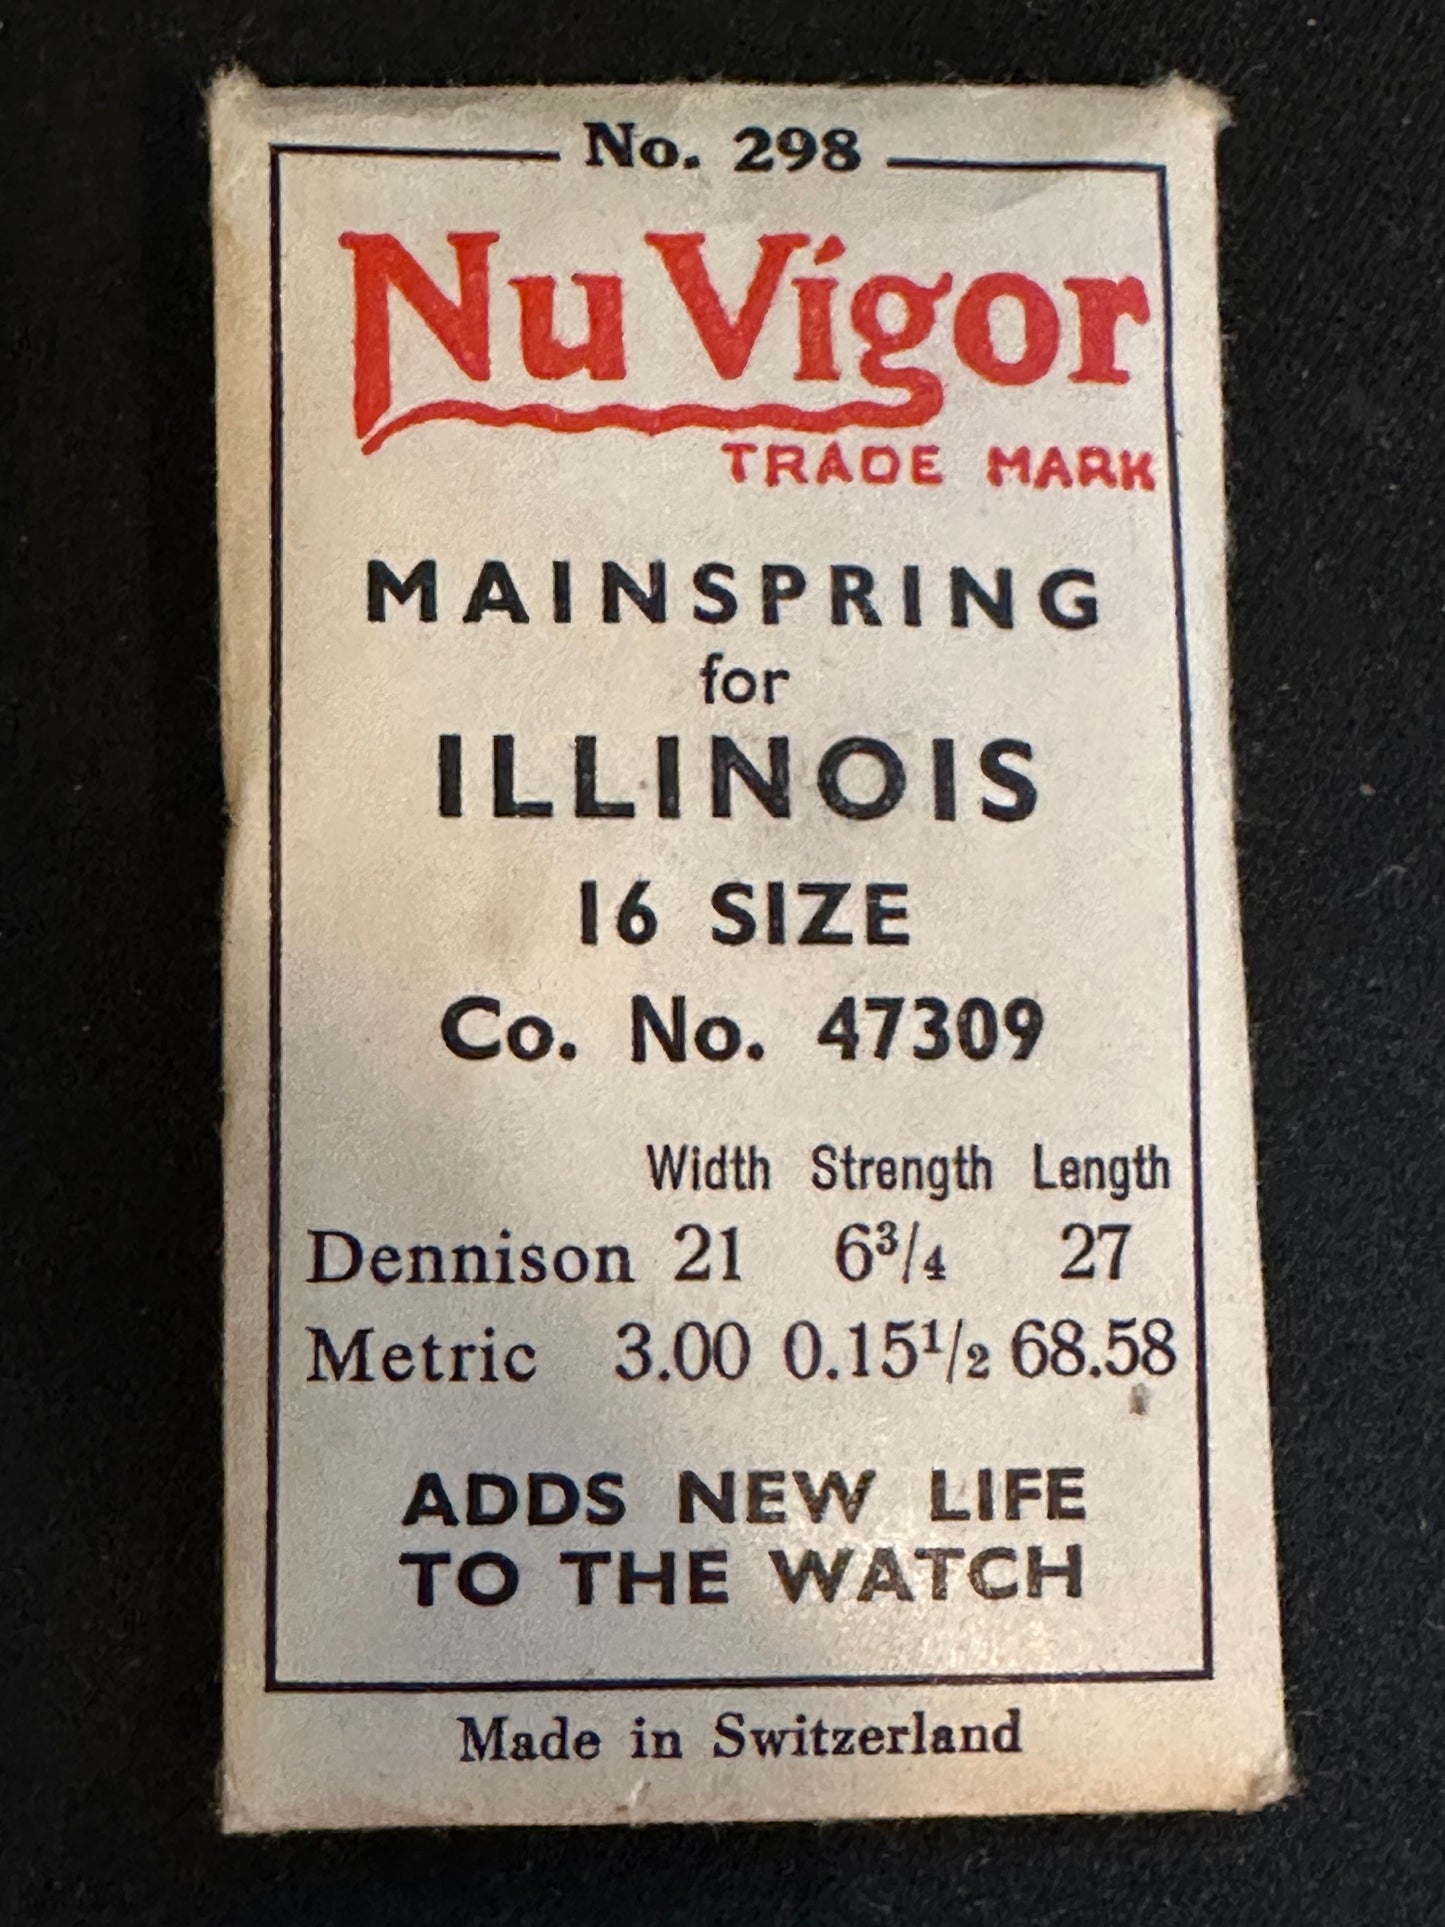 No. 298
Nu Vigor
TRADE MARK
MAINSPRING
for
ILLINOIS
16 SIZE
Co. No. 47309
Width Strength Length
Dennison 21 6³/₄ 27
Metric 3.00 0.15¹/₂ 68.58
ADDS NEW LIFE
TO THE WATCH
Made in Switzerland